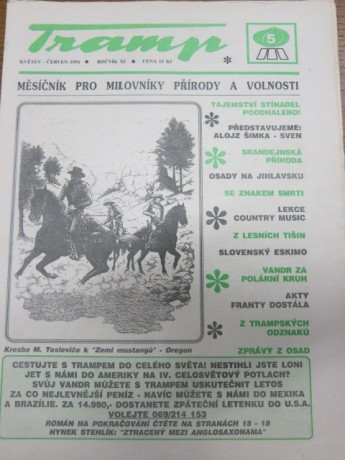 Tramp
5
KVĚTEN - ČERVEN 1994 ● ROČNÍK XI ● CENA 11 Kč
MĚSÍČNÍK PRO MILOVNÍKY PŘÍRODY A VOLNOSTI
TAJEMSTVÍ STÍNADEL
POODHALENO!
PŘEDSTAVUJEME:
ALOJZ ŠIMKA - SVEN
SRANDEJNSKÁ
PŘÍHODA
OSADY NA JIHLAVSKU
SE ZNAKEM SMRTI
LEKCE
COUNTRY MUSIC
Z LESNÍCH TIŠIN
SLOVENSKÝ ESKIMO
VANDR ZA
POLÁRNÍ KRUH
AKTY
FRANTY DOSTÁLA
Z TRAMPSKÝCH
ODZNAKŮ
ZPRÁVY Z OSAD
Kresba M. Tesleviče k "Zemi mustangů" - Oregon
CESTUJTE S TRAMPEM DO CELÉHO SVĚTA! NESTIHLI JSTE LONI
JET S NÁMI DO AMERIKY NA IV. CELOSVĚTOVÝ POTLACH?
SVŮJ VANDR MŮŽETE S TRAMPEM USKUTEČNIT LETOS
ZA CO NEJLEVNĚJŠÍ PENÍZ - NAVÍC MŮŽETE S NÁMI DO MEXIKA
A BRAZÍLIE. ZA 14.990,- DOSTANETE ZPÁTEČNÍ LETENKU DO U.S.A.
VOLEJTE 069/214 153
ROMÁN NA POKRAČOVÁNÍ ČTĚTE NA STRANÁCH 15 - 18
HYNEK STEHLÍK: "ZTRACENÝ MEZI ANGLOSAXONAMA"